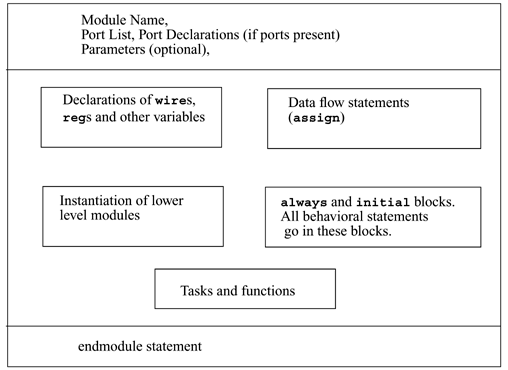 Module Name,
Port List, Port Declarations (if ports present)
Parameters (optional),
Declarations of wires,
regs and other variables
Data flow statements
(assign)
Instantiation of lower
level modules
always and initial blocks.
All behavioral statements
go in these blocks.
Tasks and functions
endmodule statement